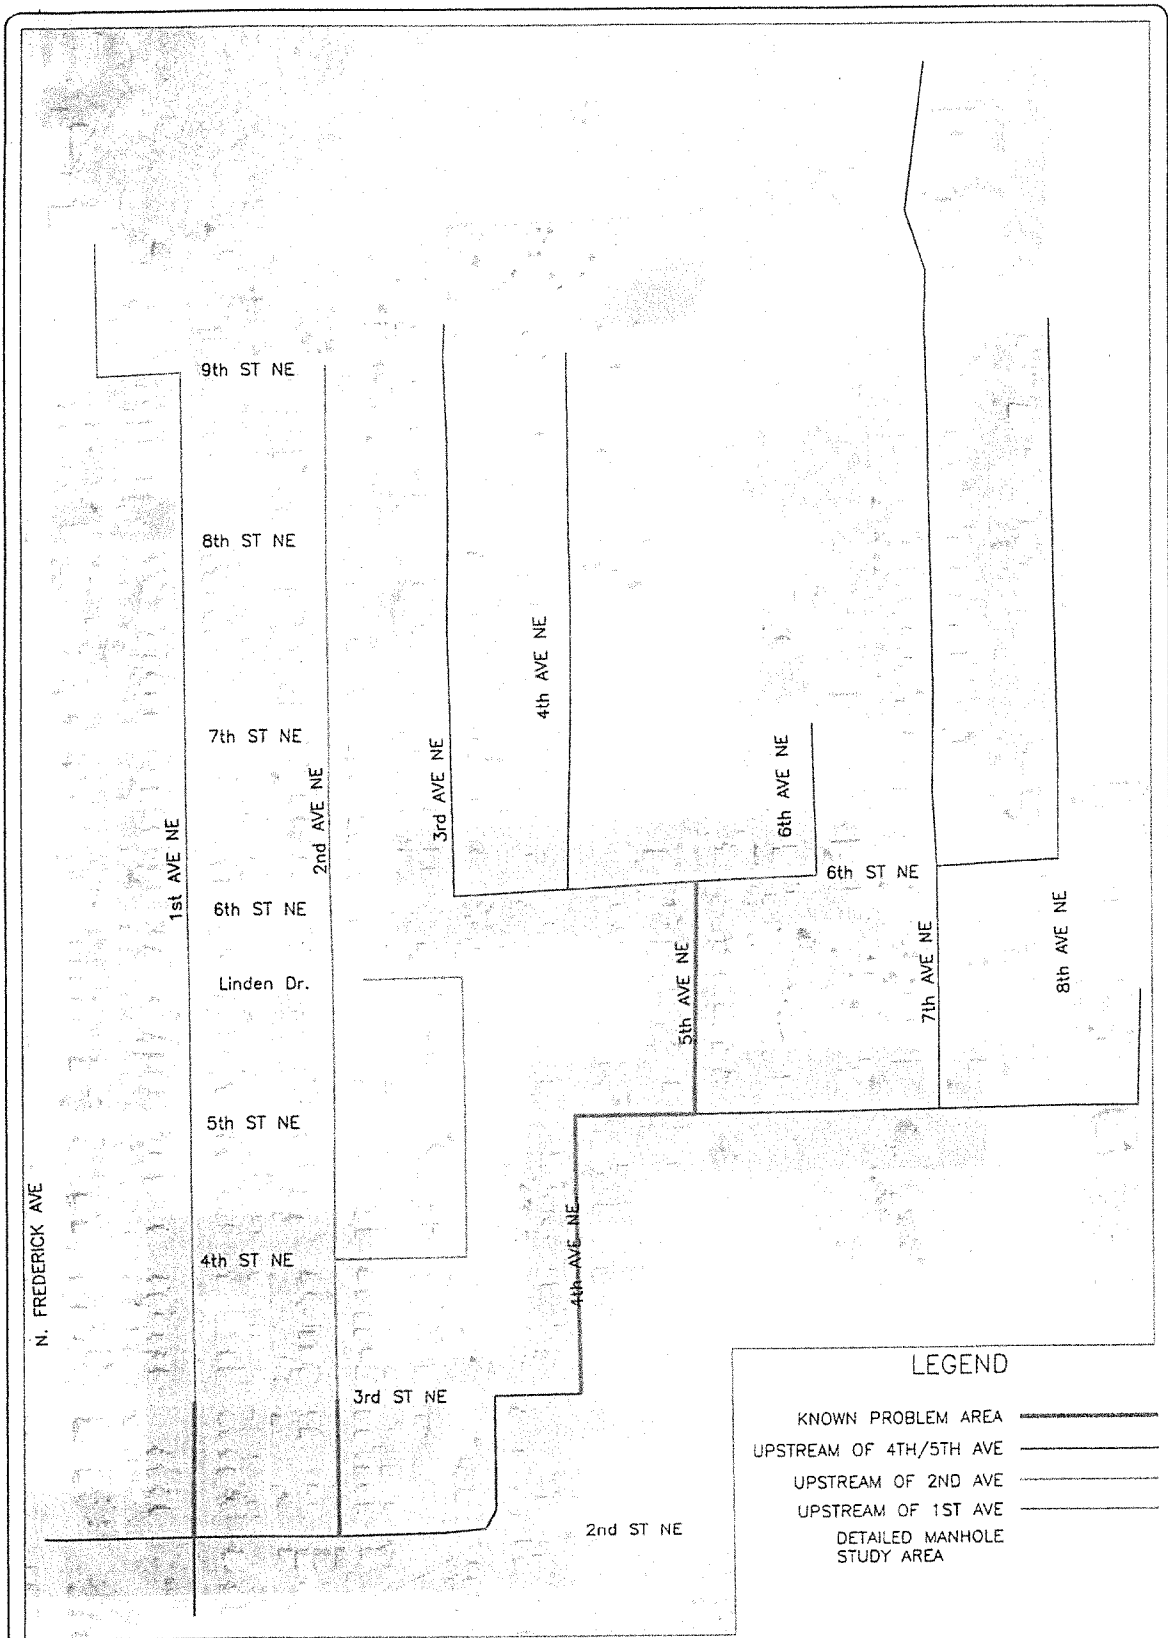 9th ST NE
8th ST NE
4th AVE NE
7th ST NE
3rd AVE NE
6th AVE NE
2nd AVE NE
1st AVE NE
6th ST NE
6th ST NE
8th AVE NE
7th AVE NE
5th AVE NE
Linden Dr.
5th ST NE
N. FREDERICK AVE
4th AVE NE
4th ST NE
3rd ST NE
2nd ST NE
LEGEND
KNOWN PROBLEM AREA
UPSTREAM OF 4TH/5TH AVE
UPSTREAM OF 2ND AVE
UPSTREAM OF 1ST AVE
DETAILED MANHOLE
STUDY AREA